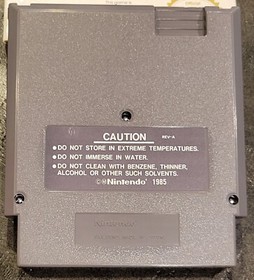 CAUTION
REV-A
• DO NOT STORE IN EXTREME TEMPERATURES.
• DO NOT IMMERSE IN WATER.
• DO NOT CLEAN WITH BENZENE, THINNER,
ALCOHOL OR OTHER SUCH SOLVENTS.
©®Nintendo® 1985